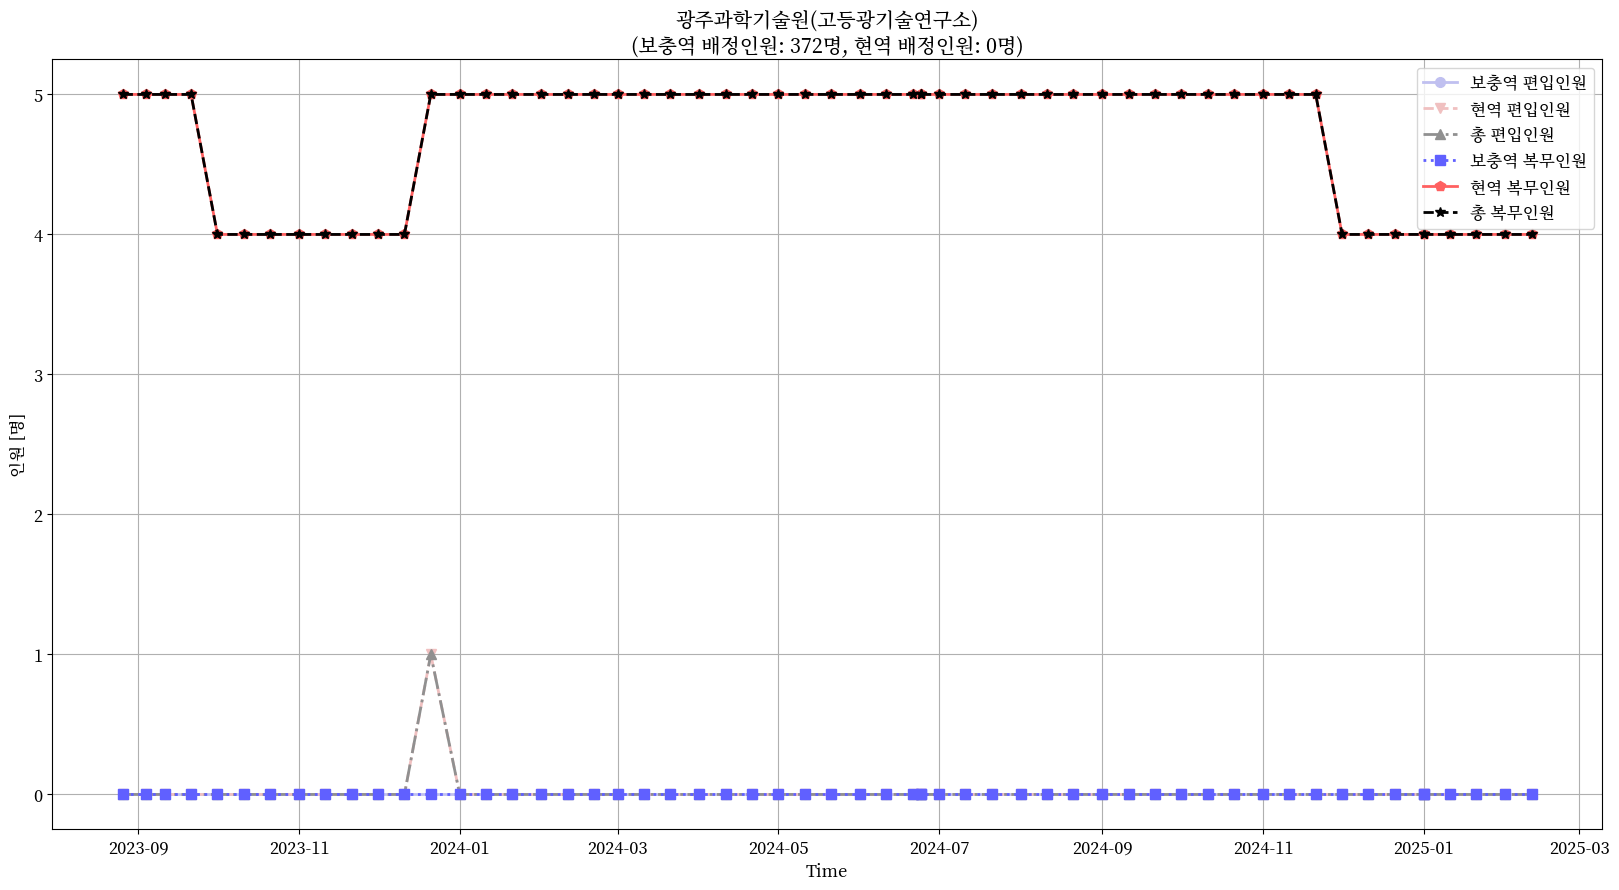 광주과학기술원(고등광기술연구소)
(보충역 배정인원: 372명, 현역 배정인원: 0명)
보충역 편입인원
현역 편입인원
총 편입인원
보충역 복무인원
현역 복무인원
총 복무인원
인원 [명]
5
4
3
2
1
0
2023-09 2023-11 2024-01 2024-03 2024-05 2024-07 2024-09 2024-11 2025-01 2025-03
Time